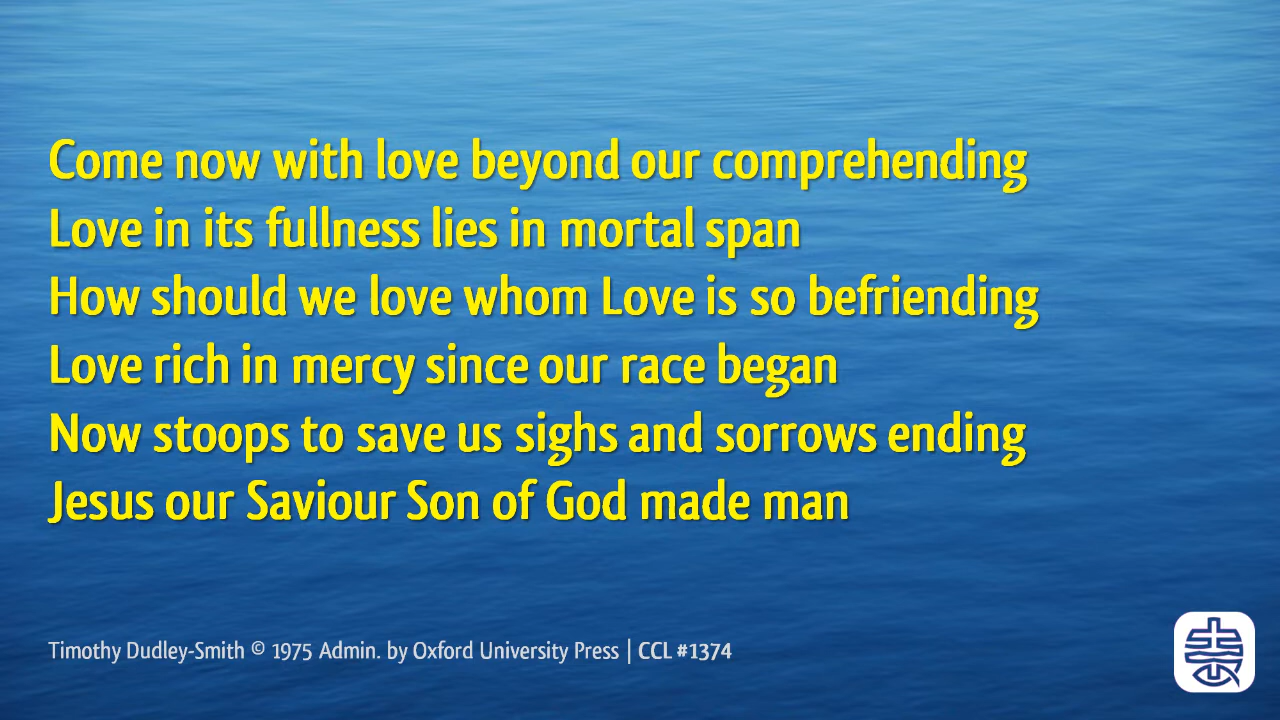 Come now with love beyond our comprehending
Love in its fullness lies in mortal span
How should we love whom Love is so befriending
Love rich in mercy since our race began
Now stoops to save us sighs and sorrows ending
Jesus our Saviour Son of God made man
Timothy Dudley-Smith © 1975 Admin. by Oxford University Press | CCL #1374